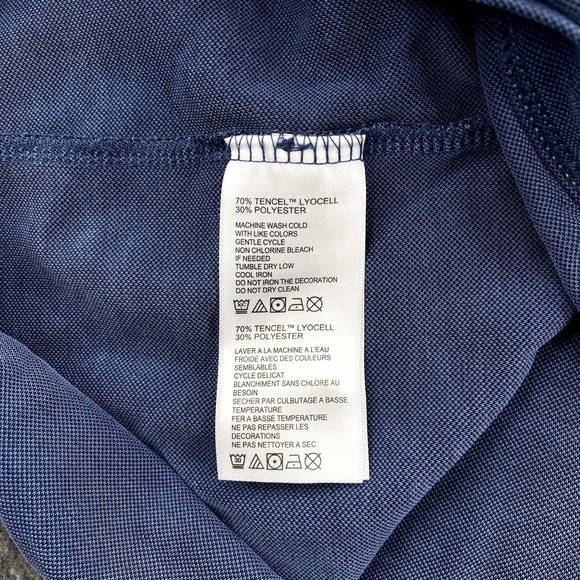 70% TENCEL™ LYOCELL
30% POLYESTER
MACHINE WASH COLD
WITH LIKE COLORS
GENTLE CYCLE
NON CHLORINE BLEACH
IF NEEDED
TUMBLE DRY LOW
COOL IRON
DO NOT IRON THE DECORATION
DO NOT DRY CLEAN
70% TENCEL™ LYOCELL
30% POLYESTER
LAVER A LA MACHINE A L'EAU
FROIDE AVEC DES COULEURS
SEMBLABLES
CYCLE DELICAT
BLANCHIMENT SANS CHLORE AU
BESOIN
SECHER PAR CULBUTAGE A BASSE
TEMPERATURE
FER A BASSE TEMPERATURE
NE PAS REPASSER LES
DECORATIONS
NE PAS NETTOYER A SEC
30